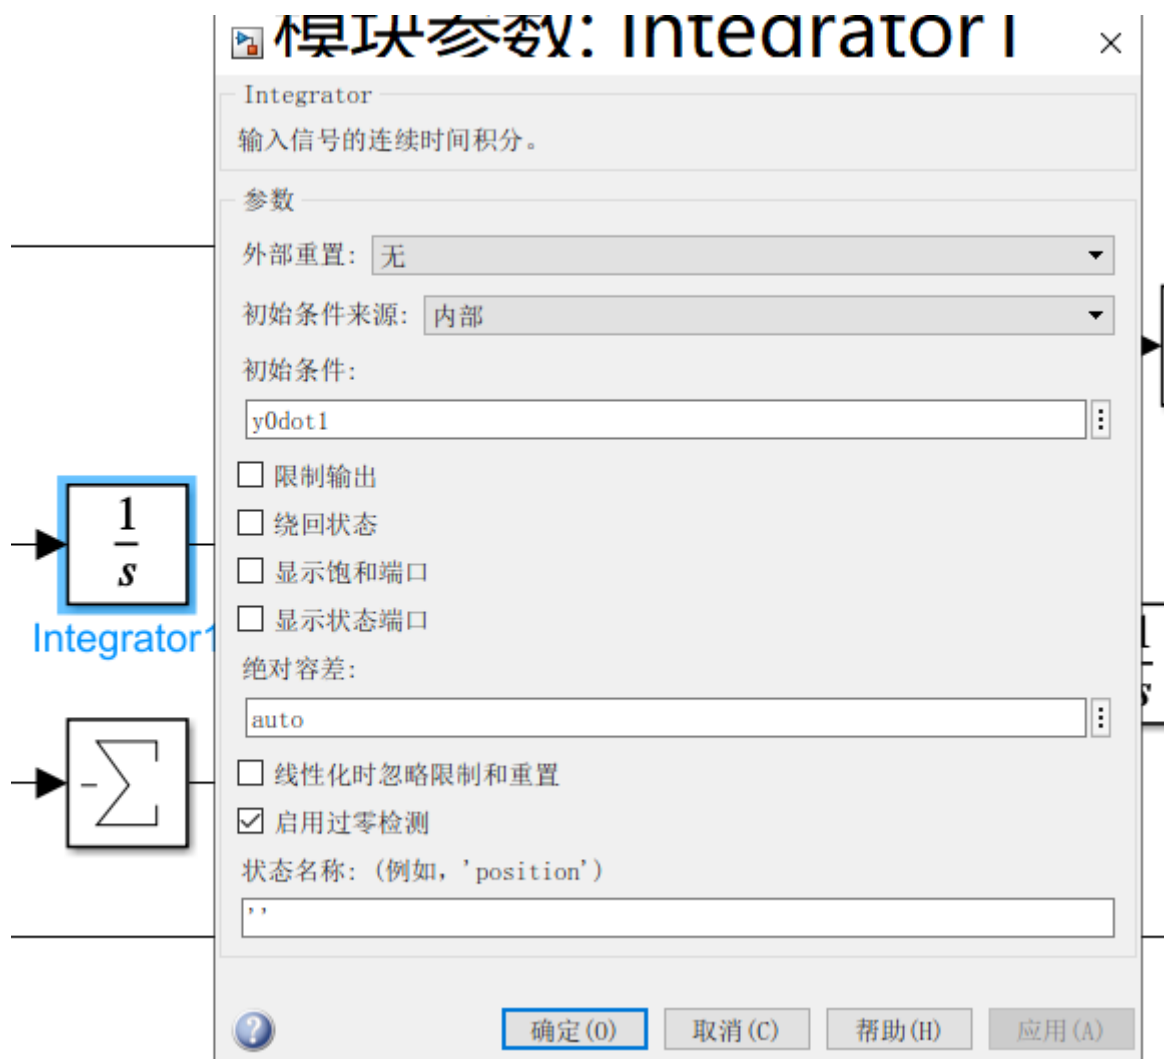 模块参数: Integrator1
Integrator
输入信号的连续时间积分。
参数
外部重置: 无
初始条件来源: 内部
初始条件:
y0dot1
限制输出
绕回状态
显示饱和端口
显示状态端口
绝对容差:
auto
线性化时忽略限制和重置
启用过零检测
状态名称: (例如，'position')
''
确定(O) 取消(C) 帮助(H) 应用(A)
1
s
Integrator1
-∑
1
s